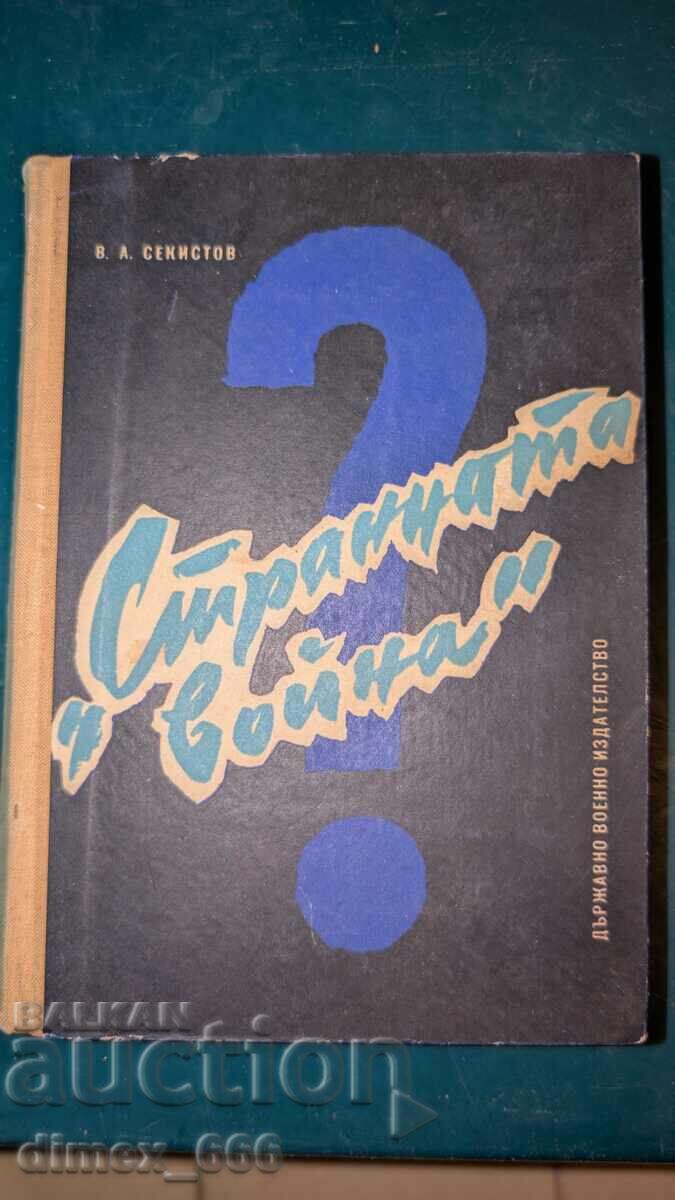 В. А. СЕКИСТОВ
„Странната
война“
ДЪРЖАВНО ВОЕННО ИЗДАТЕЛСТВО
BALKAN
auction
dimex_666